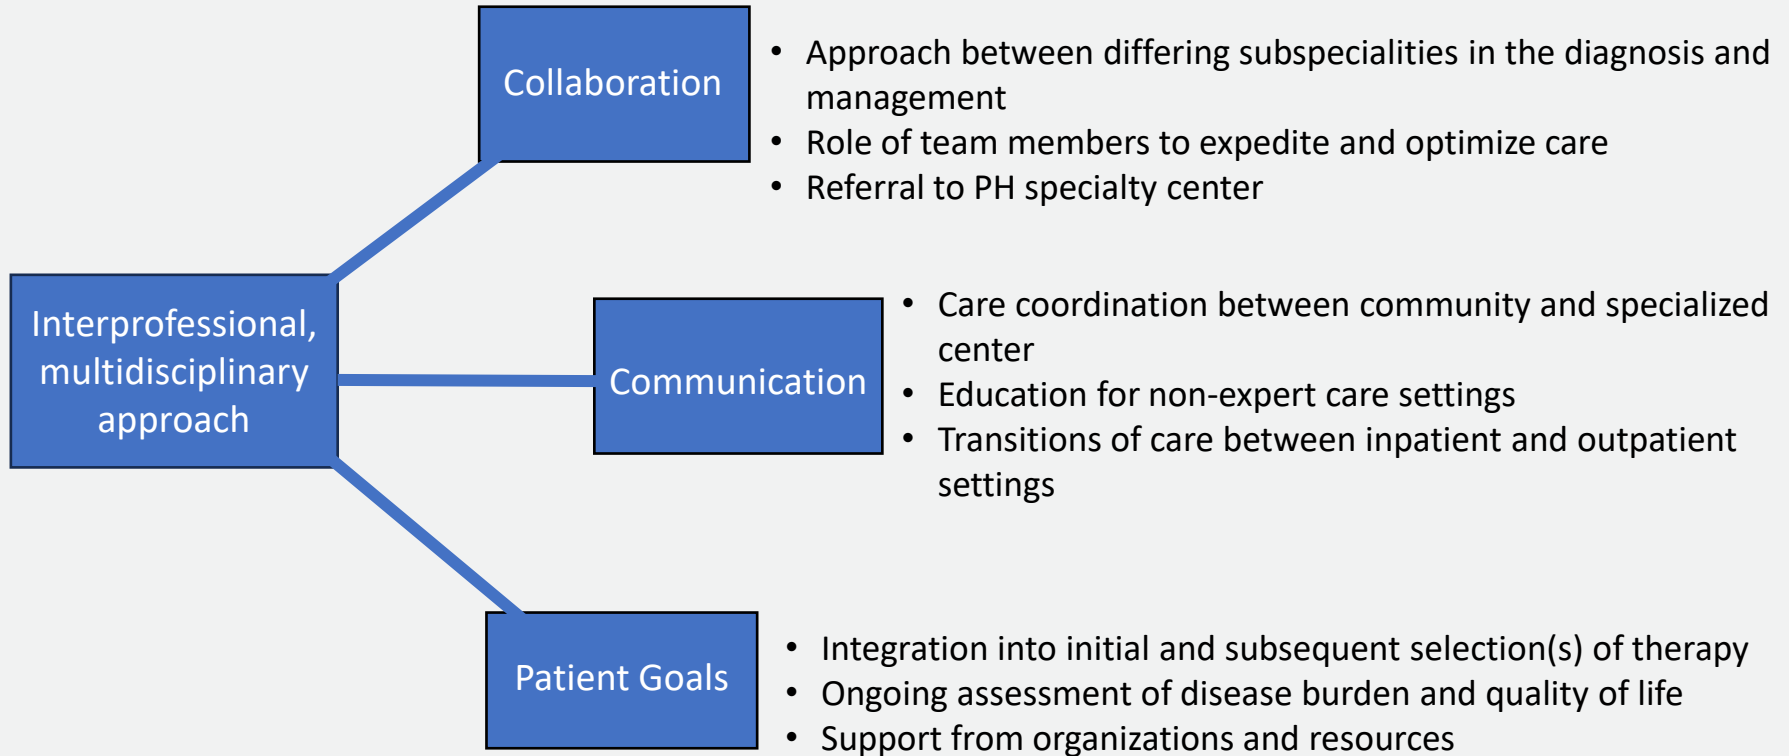 Collaboration
• Approach between differing subspecialities in the diagnosis and
management
• Role of team members to expedite and optimize care
• Referral to PH specialty center
Interprofessional,
multidisciplinary
approach
Communication
• Care coordination between community and specialized
center
• Education for non-expert care settings
• Transitions of care between inpatient and outpatient
settings
Patient Goals
• Integration into initial and subsequent selection(s) of therapy
• Ongoing assessment of disease burden and quality of life
• Support from organizations and resources